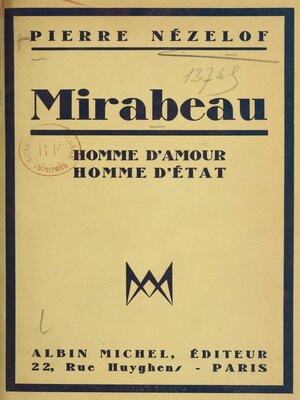 PIERRE NÉZELOF
Mirabeau
HOMME D'AMOUR
HOMME D'ÉTAT
ALBIN MICHEL, ÉDITEUR
22, Rue Huyghens - PARIS